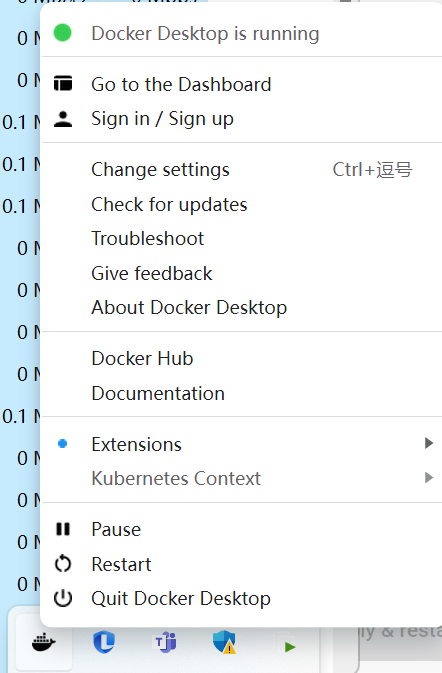 Docker Desktop is running
0 M
Go to the Dashboard
0 M
Sign in / Sign up
0.1 M
Change settings Ctrl+逗号
0.1 M
Check for updates
0.1 M
Troubleshoot
0 M
Give feedback
0 M
About Docker Desktop
0 M
Docker Hub
0 M
Documentation
0.1 M
Extensions
0 M
Kubernetes Context
0 M
Pause
0 M
Restart
0 M
Quit Docker Desktop
ly & resta